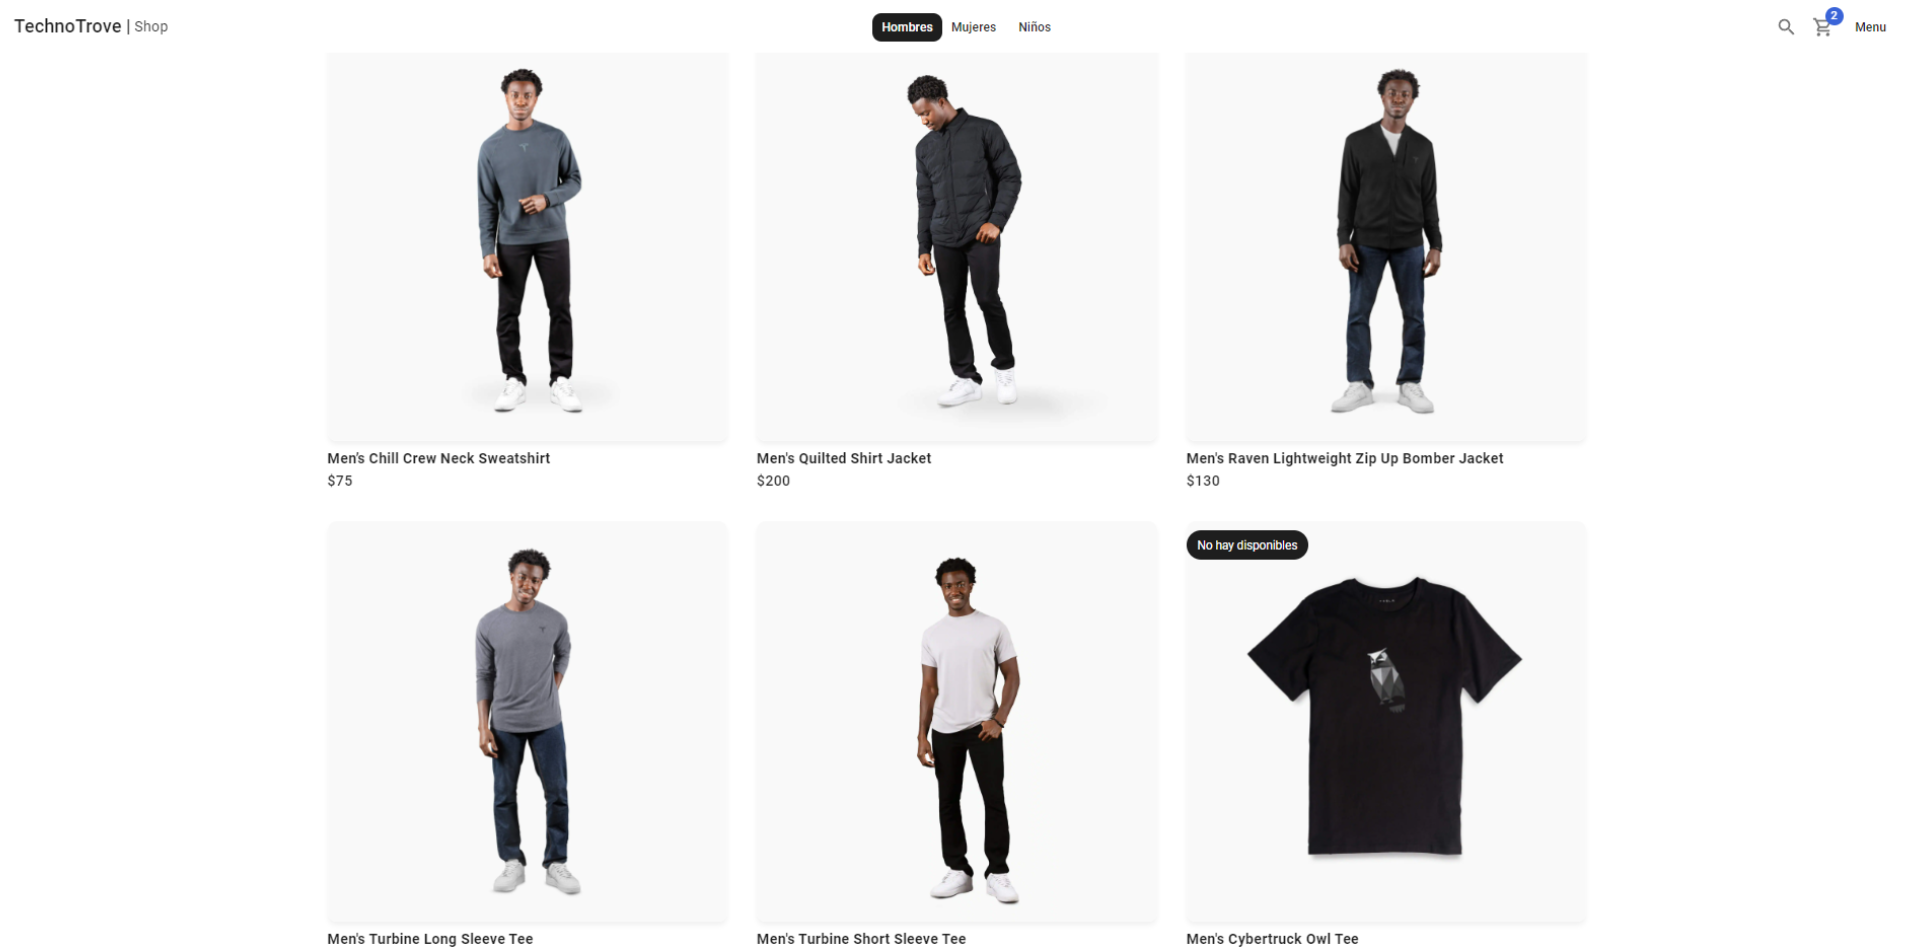 TechnoTrove | Shop
Hombres
Mujeres
Niños
2
Menu
Men's Chill Crew Neck Sweatshirt
$75
Men's Quilted Shirt Jacket
$200
Men's Raven Lightweight Zip Up Bomber Jacket
$130
No hay disponibles
Men's Turbine Long Sleeve Tee
Men's Turbine Short Sleeve Tee
Men's Cybertruck Owl Tee